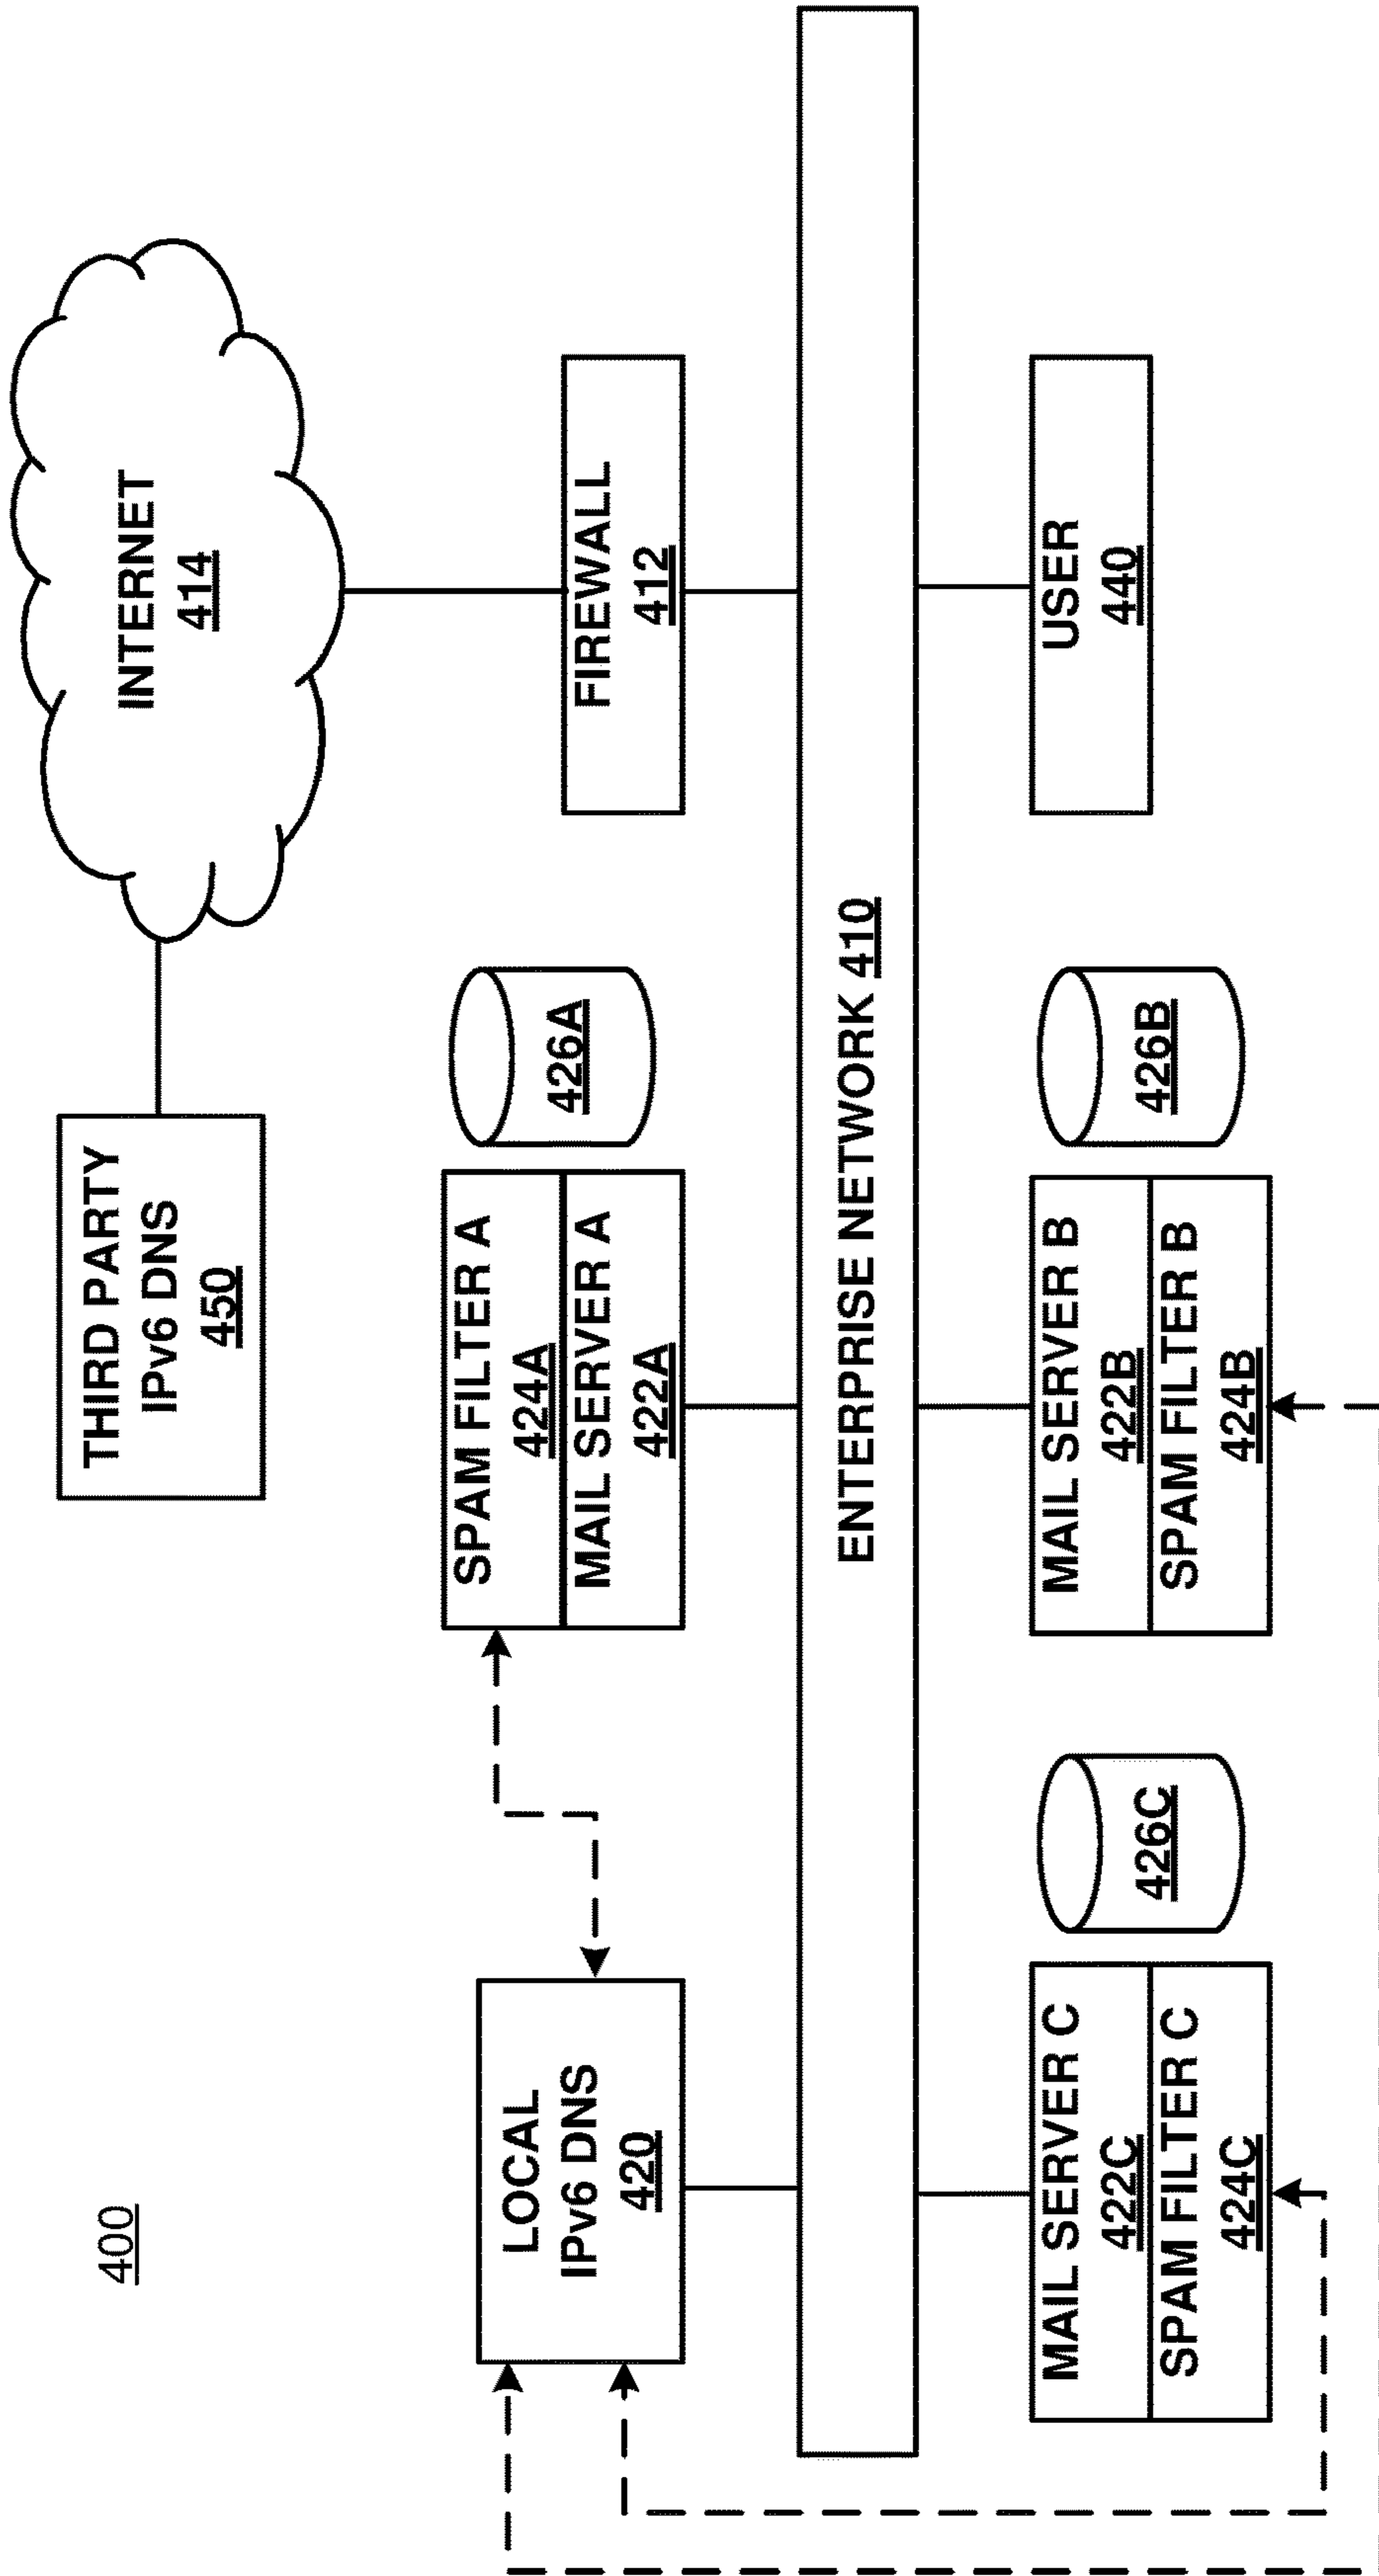 400
THIRD PARTY
IPv6 DNS
450
INTERNET
414
LOCAL
IPv6 DNS
420
SPAM FILTER A
424A
MAIL SERVER A
422A
426A
FIREWALL
412
ENTERPRISE NETWORK 410
MAIL SERVER C
422C
SPAM FILTER C
424C
426C
MAIL SERVER B
422B
SPAM FILTER B
424B
426B
USER
440